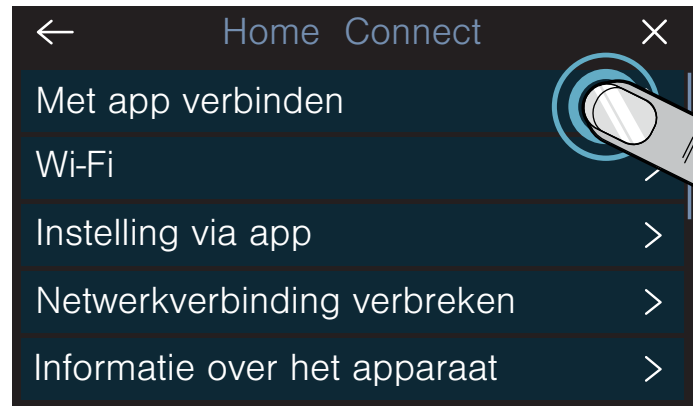 Home Connect
Met app verbinden
Wi-Fi
Instelling via app
Netwerkverbinding verbreken
Informatie over het apparaat